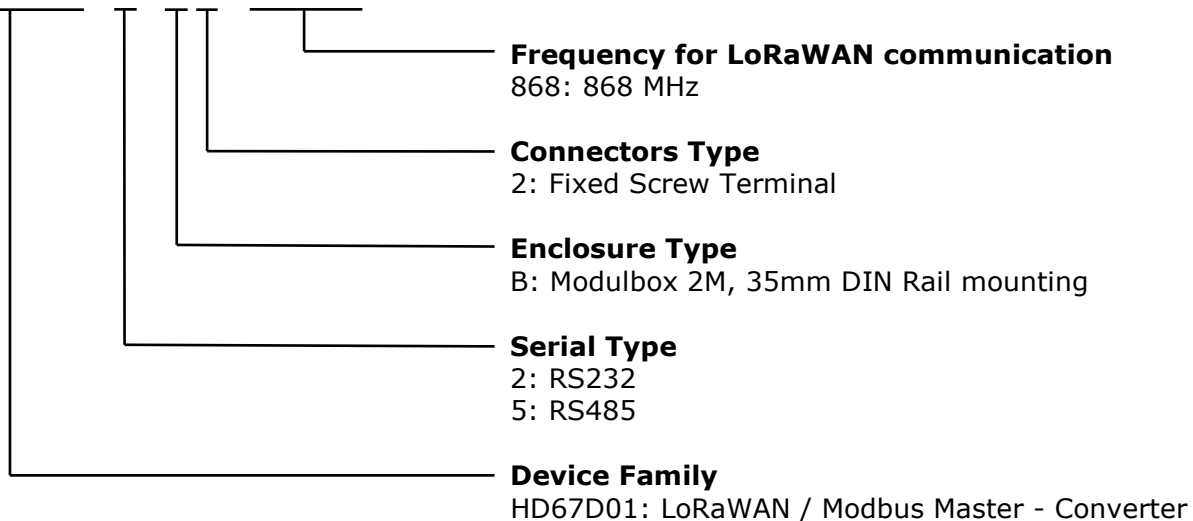 Frequency for LoRaWAN communication
868: 868 MHz
Connectors Type
2: Fixed Screw Terminal
Enclosure Type
B: Modulbox 2M, 35mm DIN Rail mounting
Serial Type
2: RS232
5: RS485
Device Family
HD67D01: LoRaWAN / Modbus Master - Converter